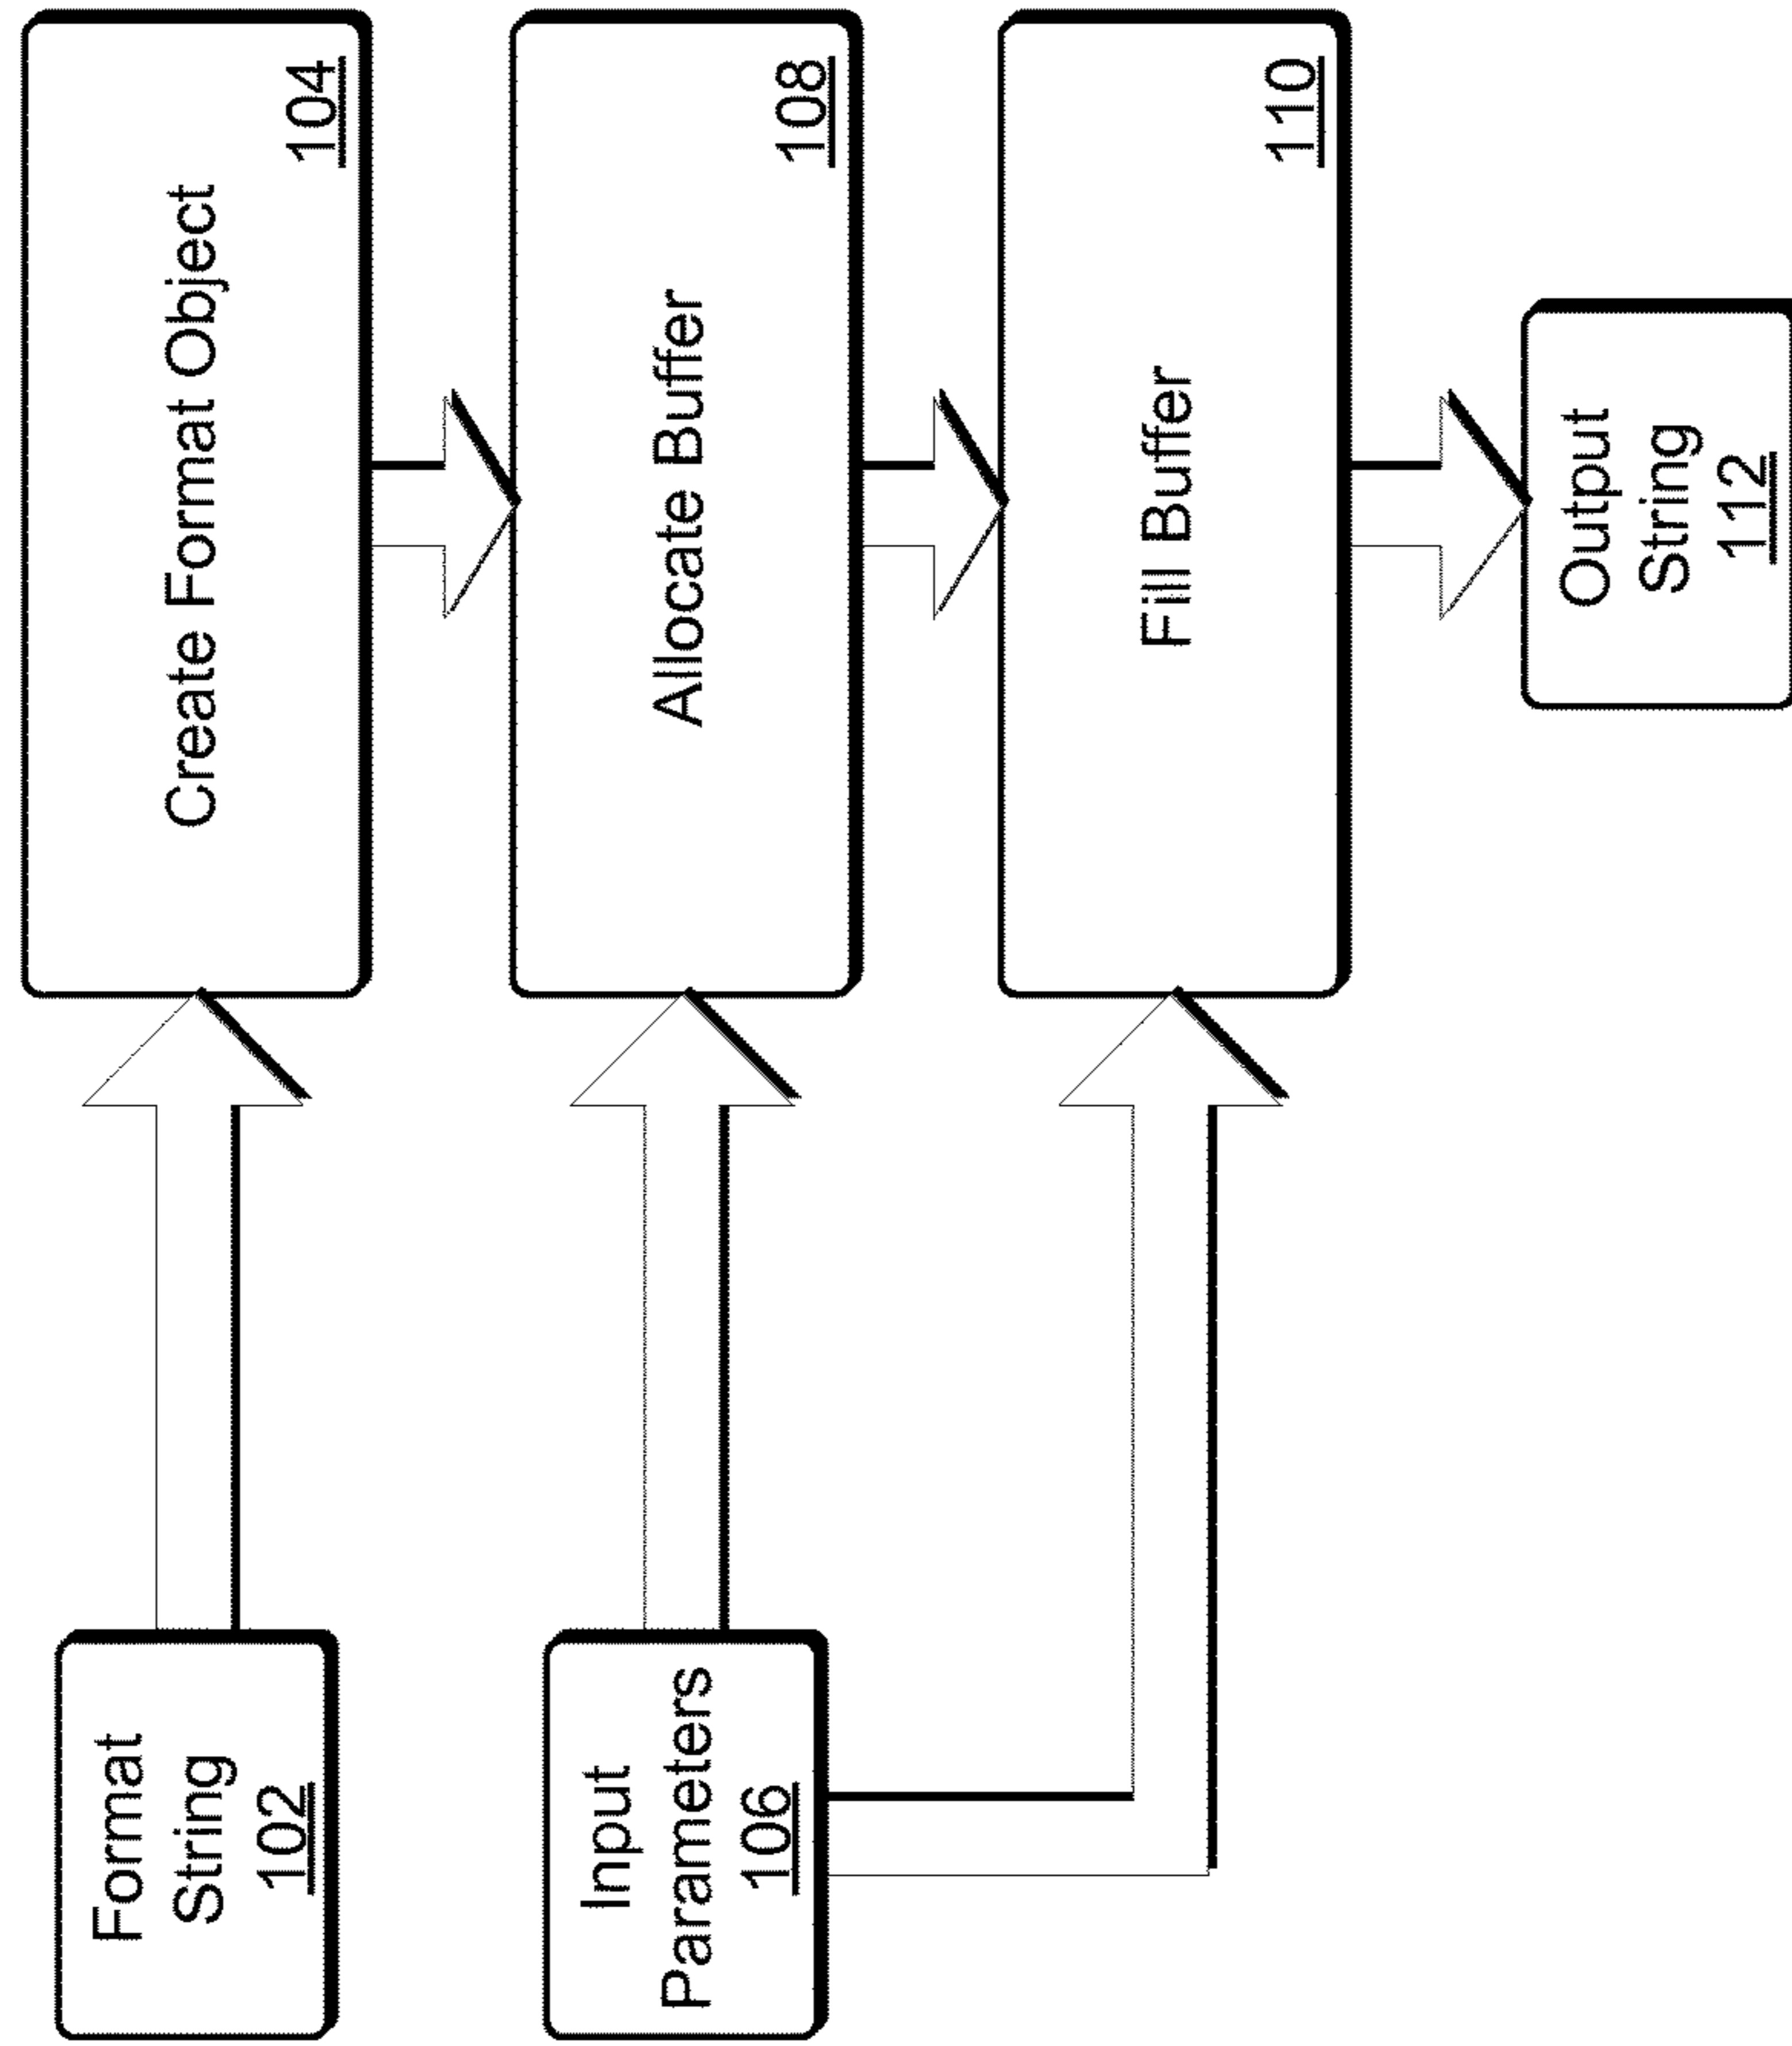 Format
String
102
Create Format Object
104
Input
Parameters
106
Allocate Buffer
108
Fill Buffer
110
Output
String
112